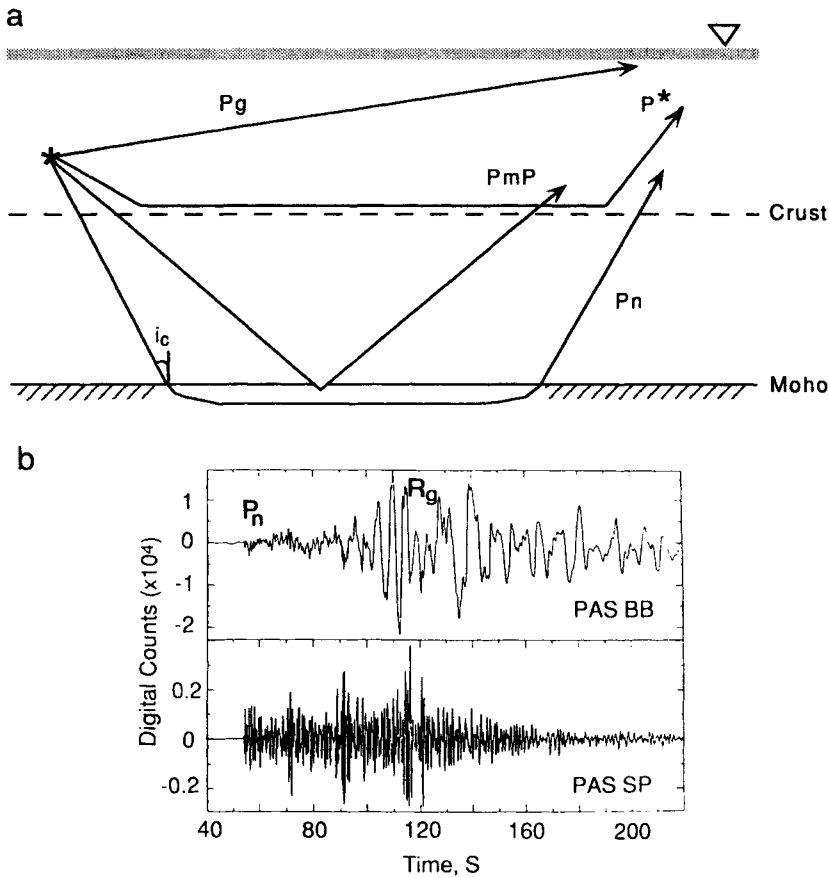 a
Pg
P*
PmP
Crust
Pn
i_c
Moho
b
P_n
R_g
1
0
-1
-2
PAS BB
Digital Counts (x10⁴)
0.2
0
-0.2
PAS SP
40 80 120 160 200
Time, S